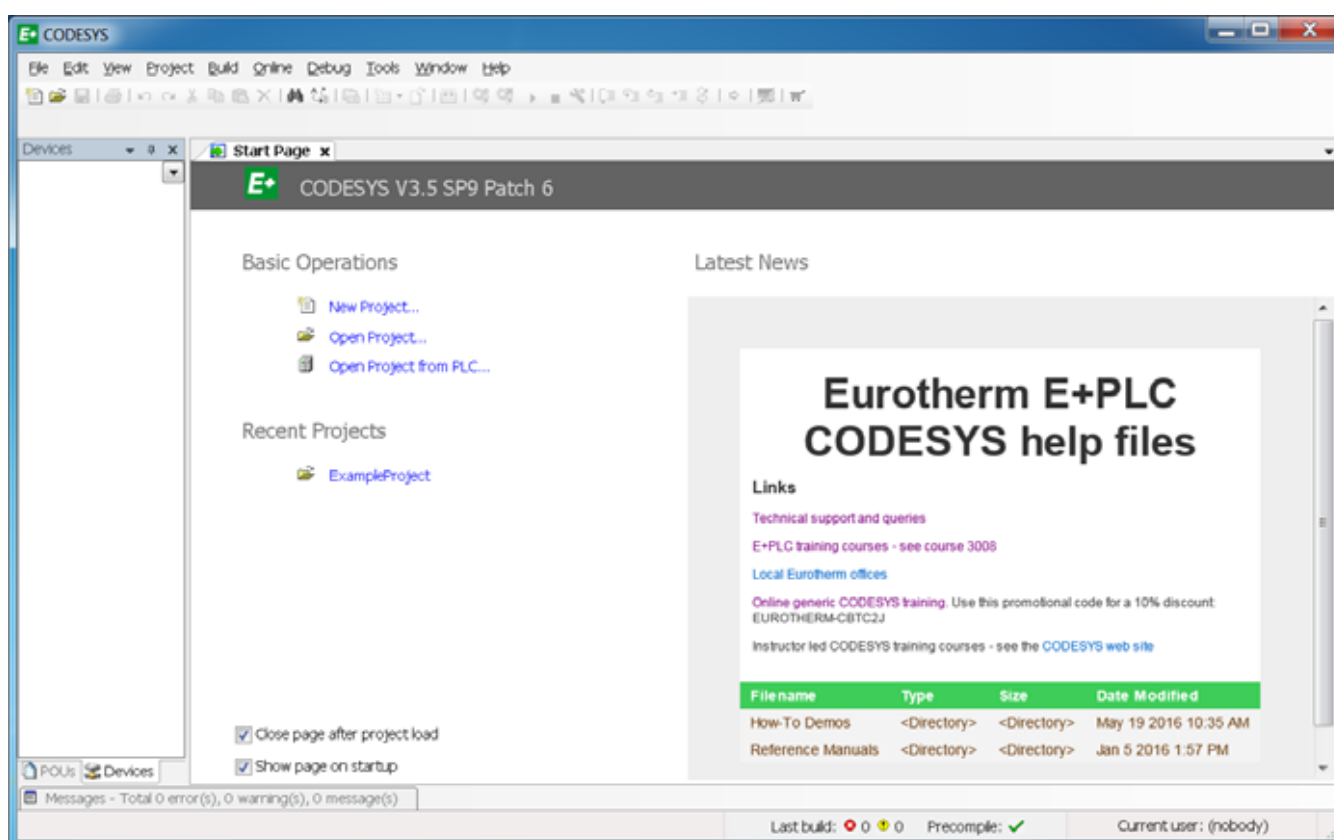 E+ CODESYS
File Edit View Project Build Online Debug Tools Window Help
Devices
Start Page x
E+ CODESYS V3.5 SP9 Patch 6
Basic Operations
New Project...
Open Project...
Open Project from PLC...
Recent Projects
ExampleProject
Close page after project load
Show page on startup
Latest News
Eurotherm E+PLC
CODESYS help files
Links
Technical support and queries
E+PLC training courses - see course 3008
Local Eurotherm offices
Online generic CODESYS training. Use this promotional code for a 10% discount:
EUROTHERM-CBTC2J
Instructor led CODESYS training courses - see the CODESYS web site
Filename Type Size Date Modified
How-To Demos <Directory> <Directory> May 19 2016 10:35 AM
Reference Manuals <Directory> <Directory> Jan 5 2016 1:57 PM
POUs Devices
Messages - Total 0 error(s), 0 warning(s), 0 message(s)
Last build: 0 0 Precompile: Current user: (nobody)